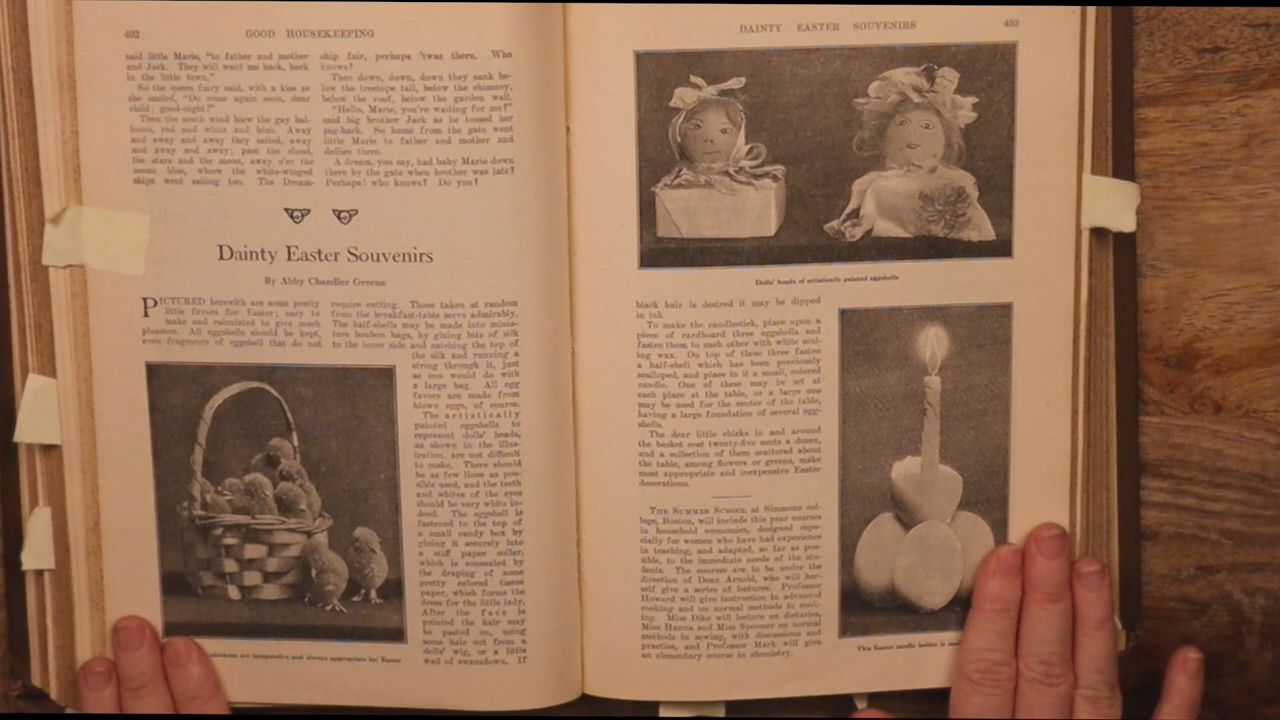 402
GOOD HOUSEKEEPING
said little Marie, "to father and mother
and Jack. They will want me back, back
in the little town."
So the queen fairy said, with a kiss as
she smiled, "Do come again soon, dear
child; good-night!"
Then the south wind blew the gay bal-
loons, red and white and blue. Away
and away and away they sailed, away
and away and away; past the cloud,
the stars and the moon, away o'er the
ocean blue, where the white-winged
ships went sailing too. The Dream-
ship fair, perhaps 'twas there. Who
knows?
Then down, down, down they sank be-
low the treetops tall, below the chimney,
below the roof, below the garden wall.
"Hello, Marie, you're waiting for me!"
said big brother Jack as he tossed her
pig-back. So home from the gate went
little Marie to father and mother and
dollies three.
A dream, you say, had baby Marie down
there by the gate when brother was late?
Perhaps! who knows? Do you?
Dainty Easter Souvenirs
By Abby Chandler Greene
PICTURED herewith are some pretty
little favors for Easter; easy to
make and calculated to give much
pleasure. All eggshells should be kept,
even fragments of eggshell that do not
require cutting. Those taken at random
from the breakfast-table serve admirably.
The half-shells may be made into minia-
ture bonbon bags, by gluing bits of silk
to the inner side and catching the top of
the silk and running a
string through it, just
as one would do with
a large bag. All egg
favors are made from
blown eggs, of course.
The artistically
painted eggshells to
represent dolls' heads,
as shown in the illus-
tration, are not difficult
to make. There should
be as few lines as pos-
sible used, and the teeth
and whites of the eyes
should be very white in-
deed. The eggshell is
fastened to the top of
a small candy box by
gluing it securely into
a stiff paper collar,
which is concealed by
the draping of some
pretty colored tissue
paper, which forms the
dress for the little lady.
After the face is
painted the hair may
be pasted on, using
some hair cut from a
dolls' wig, or a little
wad of swansdown. If
chickens are inexpensive and always appropriate for Easter
DAINTY EASTER SOUVENIRS
403
Dolls' heads of artistically painted eggshells
black hair is desired it may be dipped
in ink.
To make the candlestick, place upon a
piece of cardboard three eggshells and
fasten them to each other with white seal-
ing wax. On top of these three fasten
a half-shell which has been previously
scalloped, and place in it a small, colored
candle. One of these may be set at
each place at the table, or a large one
may be used for the center of the table,
having a large foundation of several egg-
shells.
The dear little chicks in and around
the basket cost twenty-five cents a dozen,
and a collection of them scattered about
the table, among flowers or greens, make
most appropriate and inexpensive Easter
decorations.
THE SUMMER SCHOOL at Simmons col-
lege, Boston, will include this year courses
in household economics, designed espe-
cially for women who have had experience
in teaching, and adapted, so far as pos-
sible, to the immediate needs of the stu-
dents. The courses are to be under the
direction of Dean Arnold, who will her-
self give a series of lectures. Professor
Howard will give instruction in advanced
cooking and on normal methods in cook-
ing. Miss Dike will lecture on dietaries,
Miss Hanna and Miss Spooner on normal
methods in sewing, with discussions and
practice, and Professor Mark will give
an elementary course in chemistry.
This Easter candle holder is